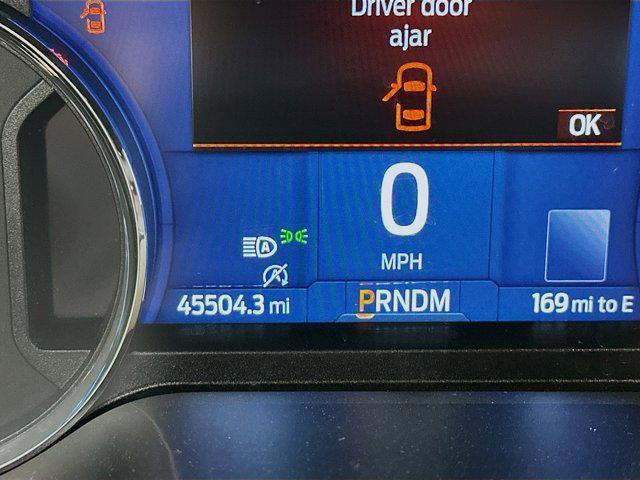 Driver door
ajar
OK
0
MPH
A
A
45504.3 mi
PRNDM
169 mi to E